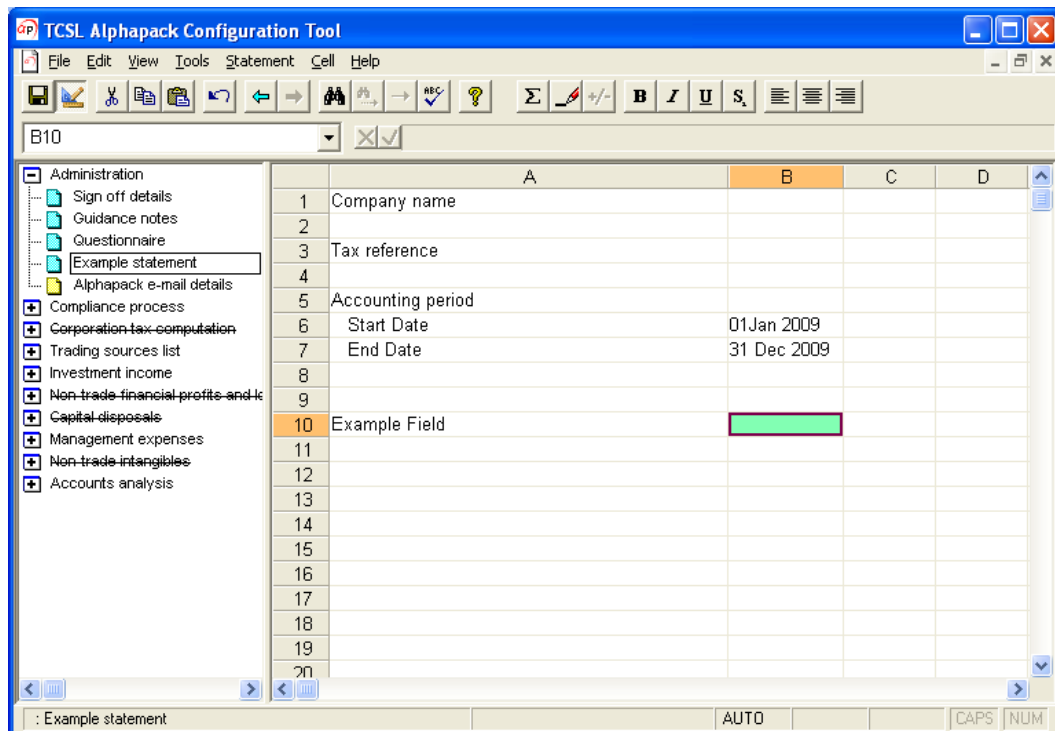 αP TCSL Alphapack Configuration Tool
File Edit View Tools Statement Cell Help
ABC Σ +/- B I U S
B10
Administration
Sign off details
Guidance notes
Questionnaire
Example statement
Alphapack e-mail details
Compliance process
Corporation tax computation
Trading sources list
Investment income
Non trade financial profits and lo
Capital disposals
Management expenses
Non trade intangibles
Accounts analysis
A B C D
1 Company name
2
3 Tax reference
4
5 Accounting period
6 Start Date 01Jan 2009
7 End Date 31 Dec 2009
8
9
10 Example Field
11
12
13
14
15
16
17
18
19
20
: Example statement AUTO CAPS NUM